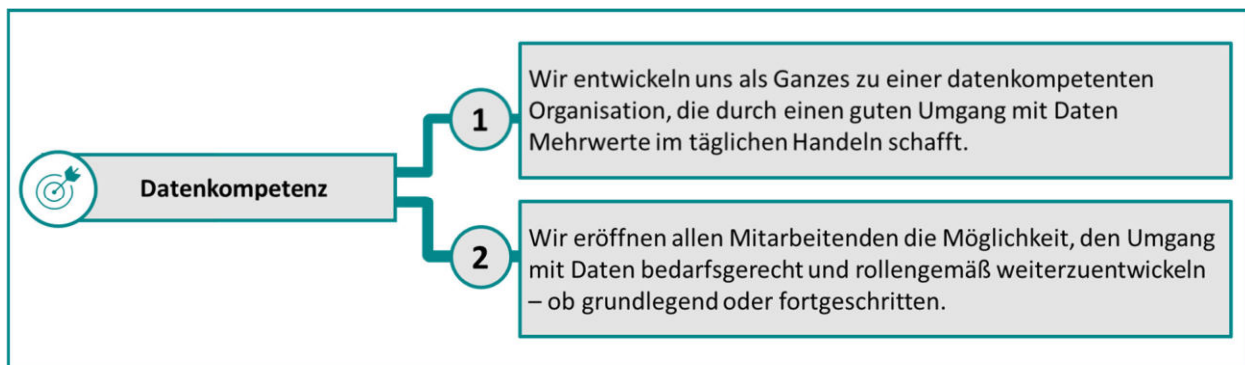 Datenkompetenz
1
Wir entwickeln uns als Ganzes zu einer datenkompetenten
Organisation, die durch einen guten Umgang mit Daten
Mehrwerte im täglichen Handeln schafft.
2
Wir eröffnen allen Mitarbeitenden die Möglichkeit, den Umgang
mit Daten bedarfsgerecht und rollengemäß weiterzuentwickeln
– ob grundlegend oder fortgeschritten.